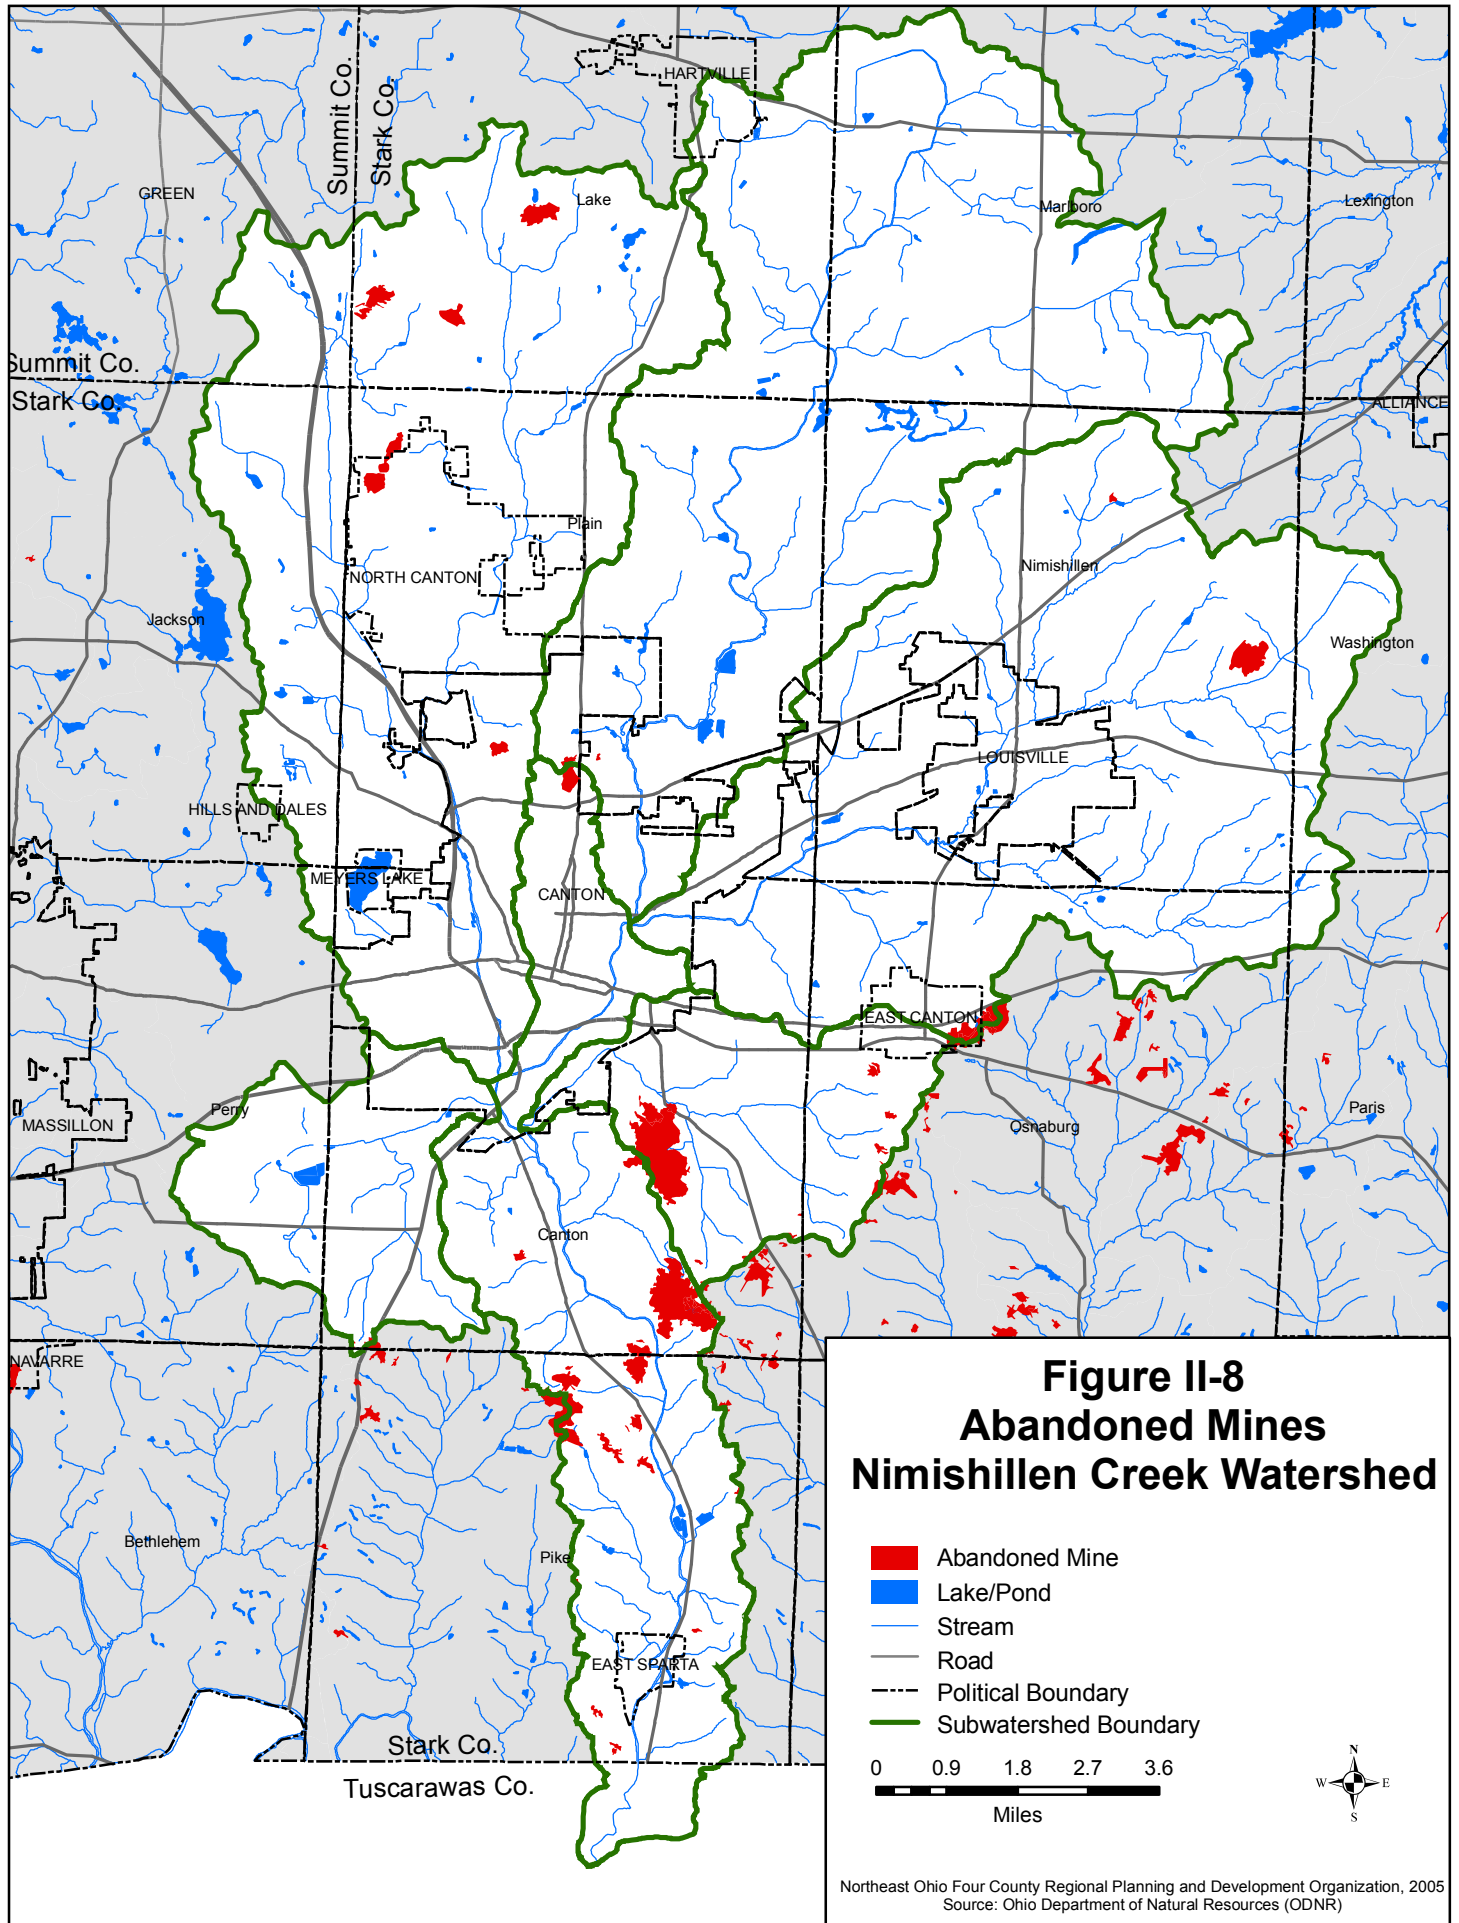 HARTVILLE
Summit Co.
Stark Co.
GREEN
Lake
Marlboro
Lexington
Summit Co.
Stark Co.
ALLIANCE
Plain
NORTH CANTON
Nimishillen
Jackson
Washington
LOUISVILLE
HILLS AND DALES
MEYERS LAKE
CANTON
EAST CANTON
Perry
MASSILLON
Osnaburg
Paris
Canton
NAVARRE
Bethlehem
Pike
EAST SPARTA
Stark Co.
Tuscarawas Co.
Figure II-8
Abandoned Mines
Nimishillen Creek Watershed
Abandoned Mine
Lake/Pond
Stream
Road
Political Boundary
Subwatershed Boundary
0 0.9 1.8 2.7 3.6
Miles
N
W E
S
Northeast Ohio Four County Regional Planning and Development Organization, 2005
Source: Ohio Department of Natural Resources (ODNR)